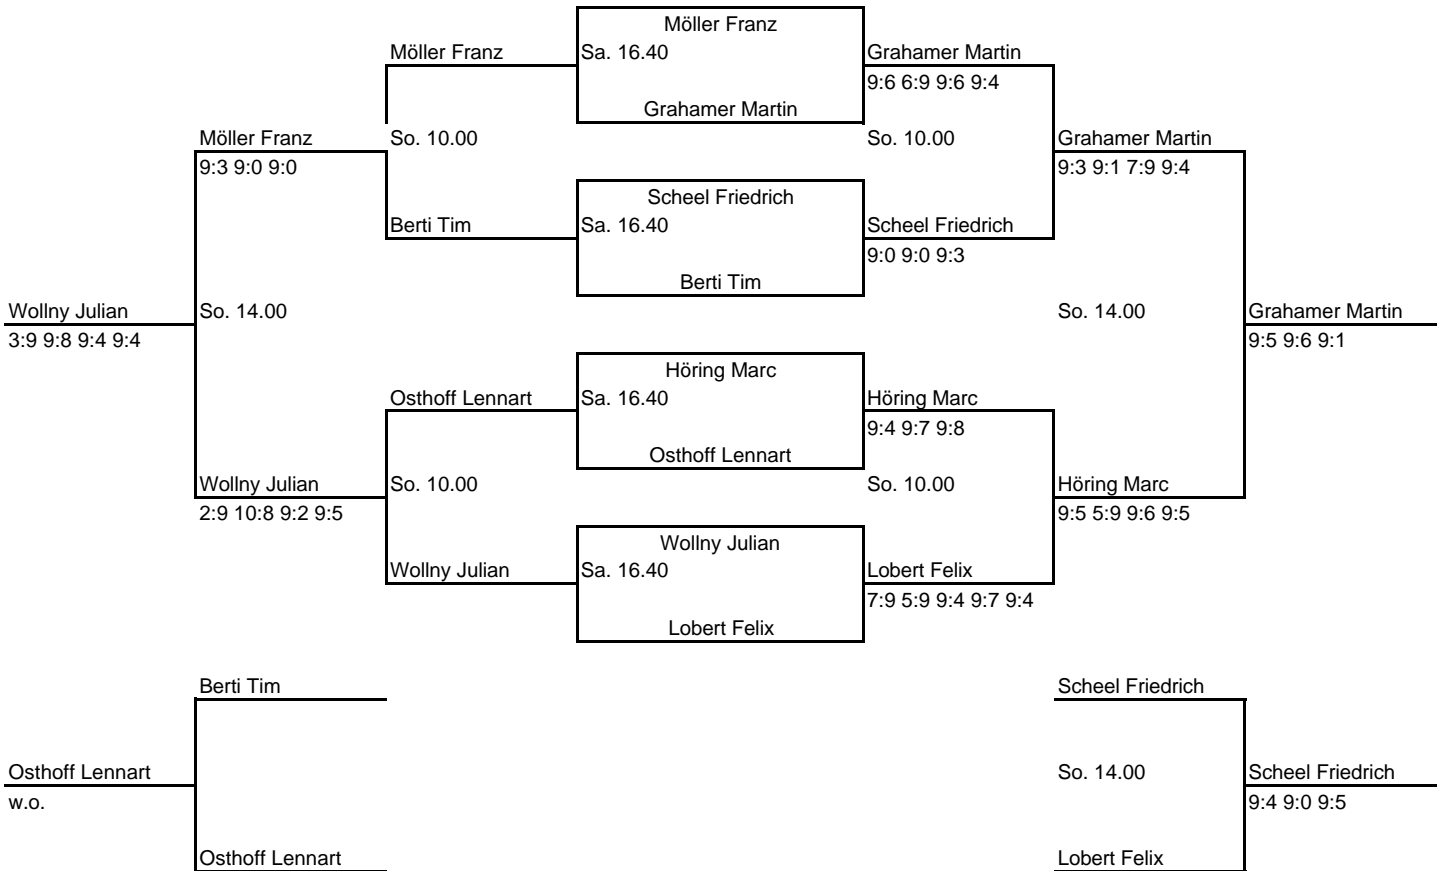 Möller Franz
Möller Franz Sa. 16.40 Grahamer Martin
9:6 6:9 9:6 9:4
Grahamer Martin
Möller Franz So. 10.00 So. 10.00 Grahamer Martin
9:3 9:0 9:0 9:3 9:1 7:9 9:4
Scheel Friedrich
Berti Tim Sa. 16.40 Scheel Friedrich
9:0 9:0 9:3
Berti Tim
Wollny Julian So. 14.00 So. 14.00 Grahamer Martin
3:9 9:8 9:4 9:4 9:5 9:6 9:1
Höring Marc
Osthoff Lennart Sa. 16.40 Höring Marc
9:4 9:7 9:8
Osthoff Lennart
Wollny Julian So. 10.00 So. 10.00 Höring Marc
2:9 10:8 9:2 9:5 9:5 5:9 9:6 9:5
Wollny Julian
Wollny Julian Sa. 16.40 Lobert Felix
7:9 5:9 9:4 9:7 9:4
Lobert Felix
Berti Tim Scheel Friedrich
Osthoff Lennart So. 14.00 Scheel Friedrich
w.o. 9:4 9:0 9:5
Osthoff Lennart Lobert Felix